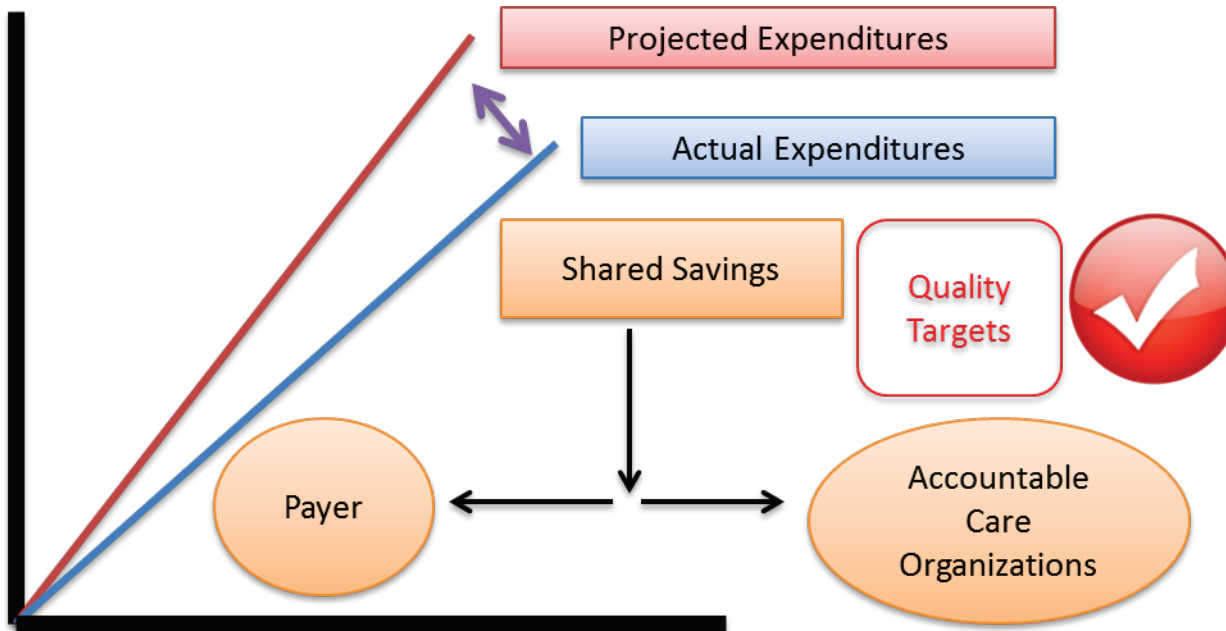 Projected Expenditures
Actual Expenditures
Shared Savings
Quality
Targets
Payer
Accountable
Care
Organizations